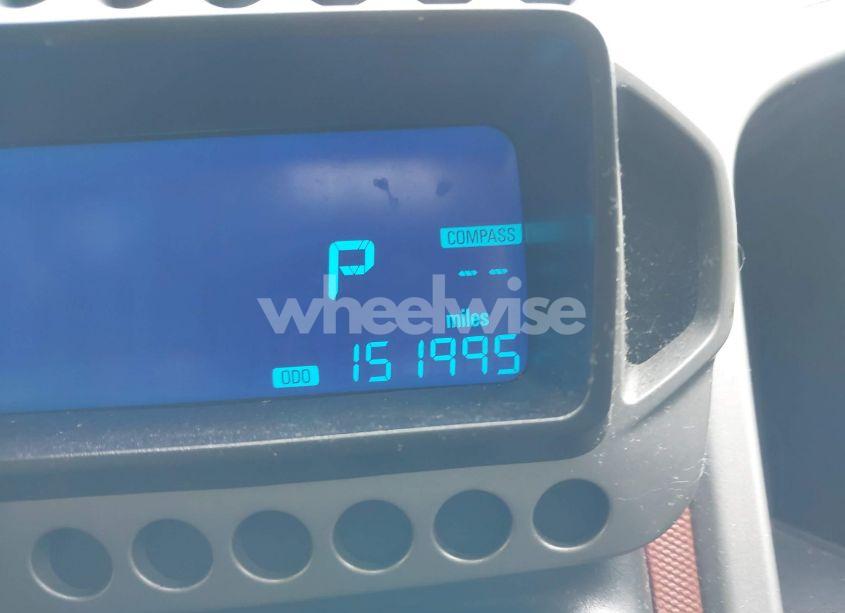 COMPASS
P --
wheelwise
miles
ODO 151995